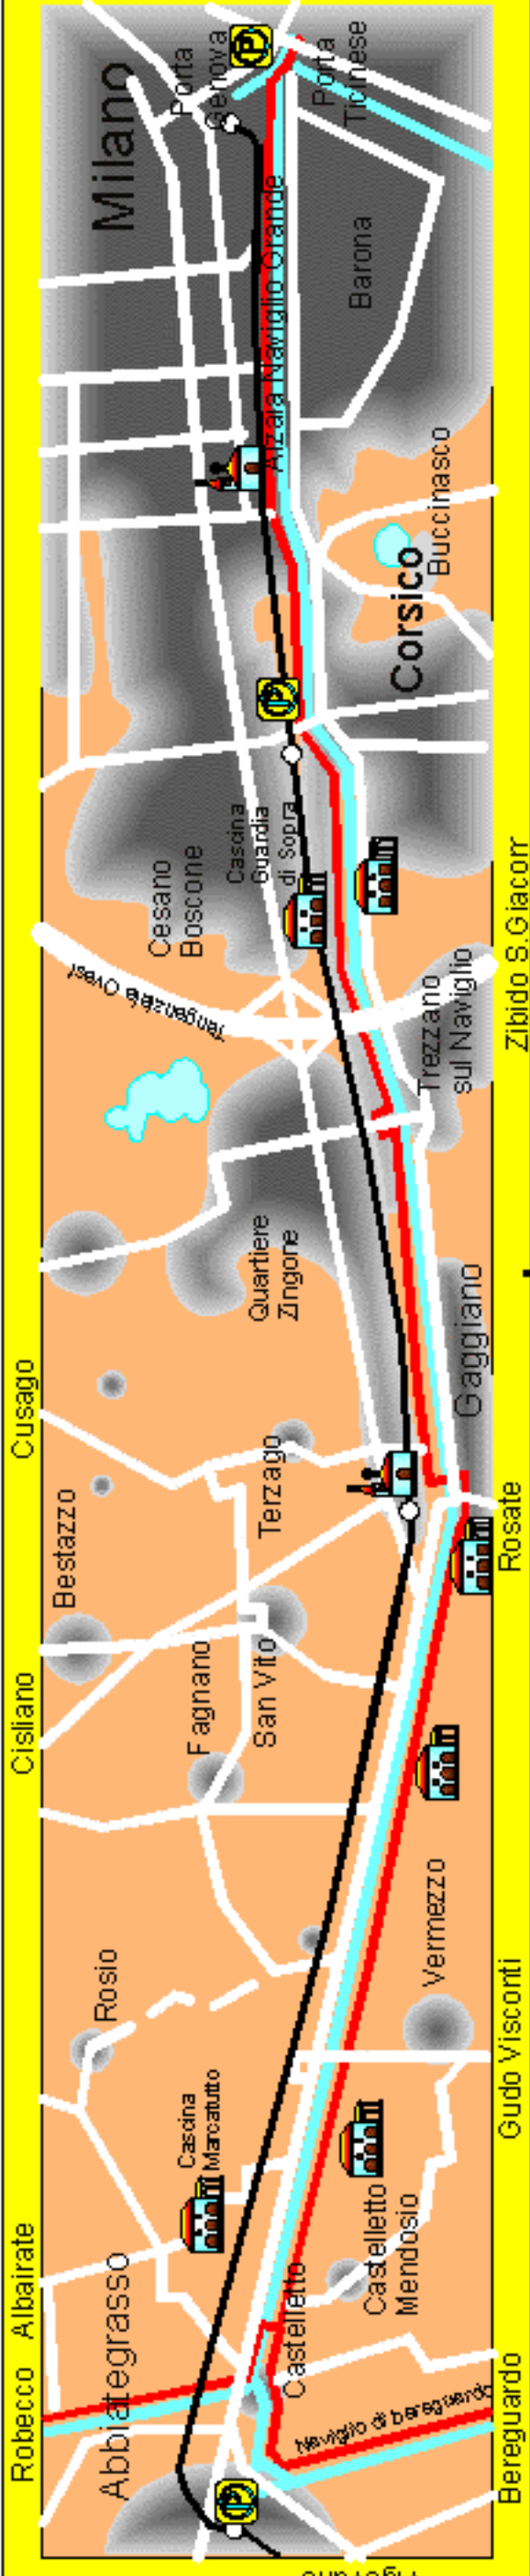 Milano
Porta
Genova
Porta
Ticinese
Alzaia Naviglio Grande
Barona
Buccinasco
Corsico
Cascina
Guardia
di Sopra
Cesano
Boscone
Tangenziale Ovest
Trezzano
sul Naviglio
Zibido S.Giacom
Quartiere
Zingone
Gaggiano
Cusago
Terzago
Bestazzo
Rosate
San Vito
Fagnano
Cisliano
Vermezzo
Rosio
Gudo Visconti
Cascina
Marcatutto
Castelletto
Mendosio
Albairate
Abbiategrasso
Castelletto
Robecco
Naviglio di bereguardo
Bereguardo